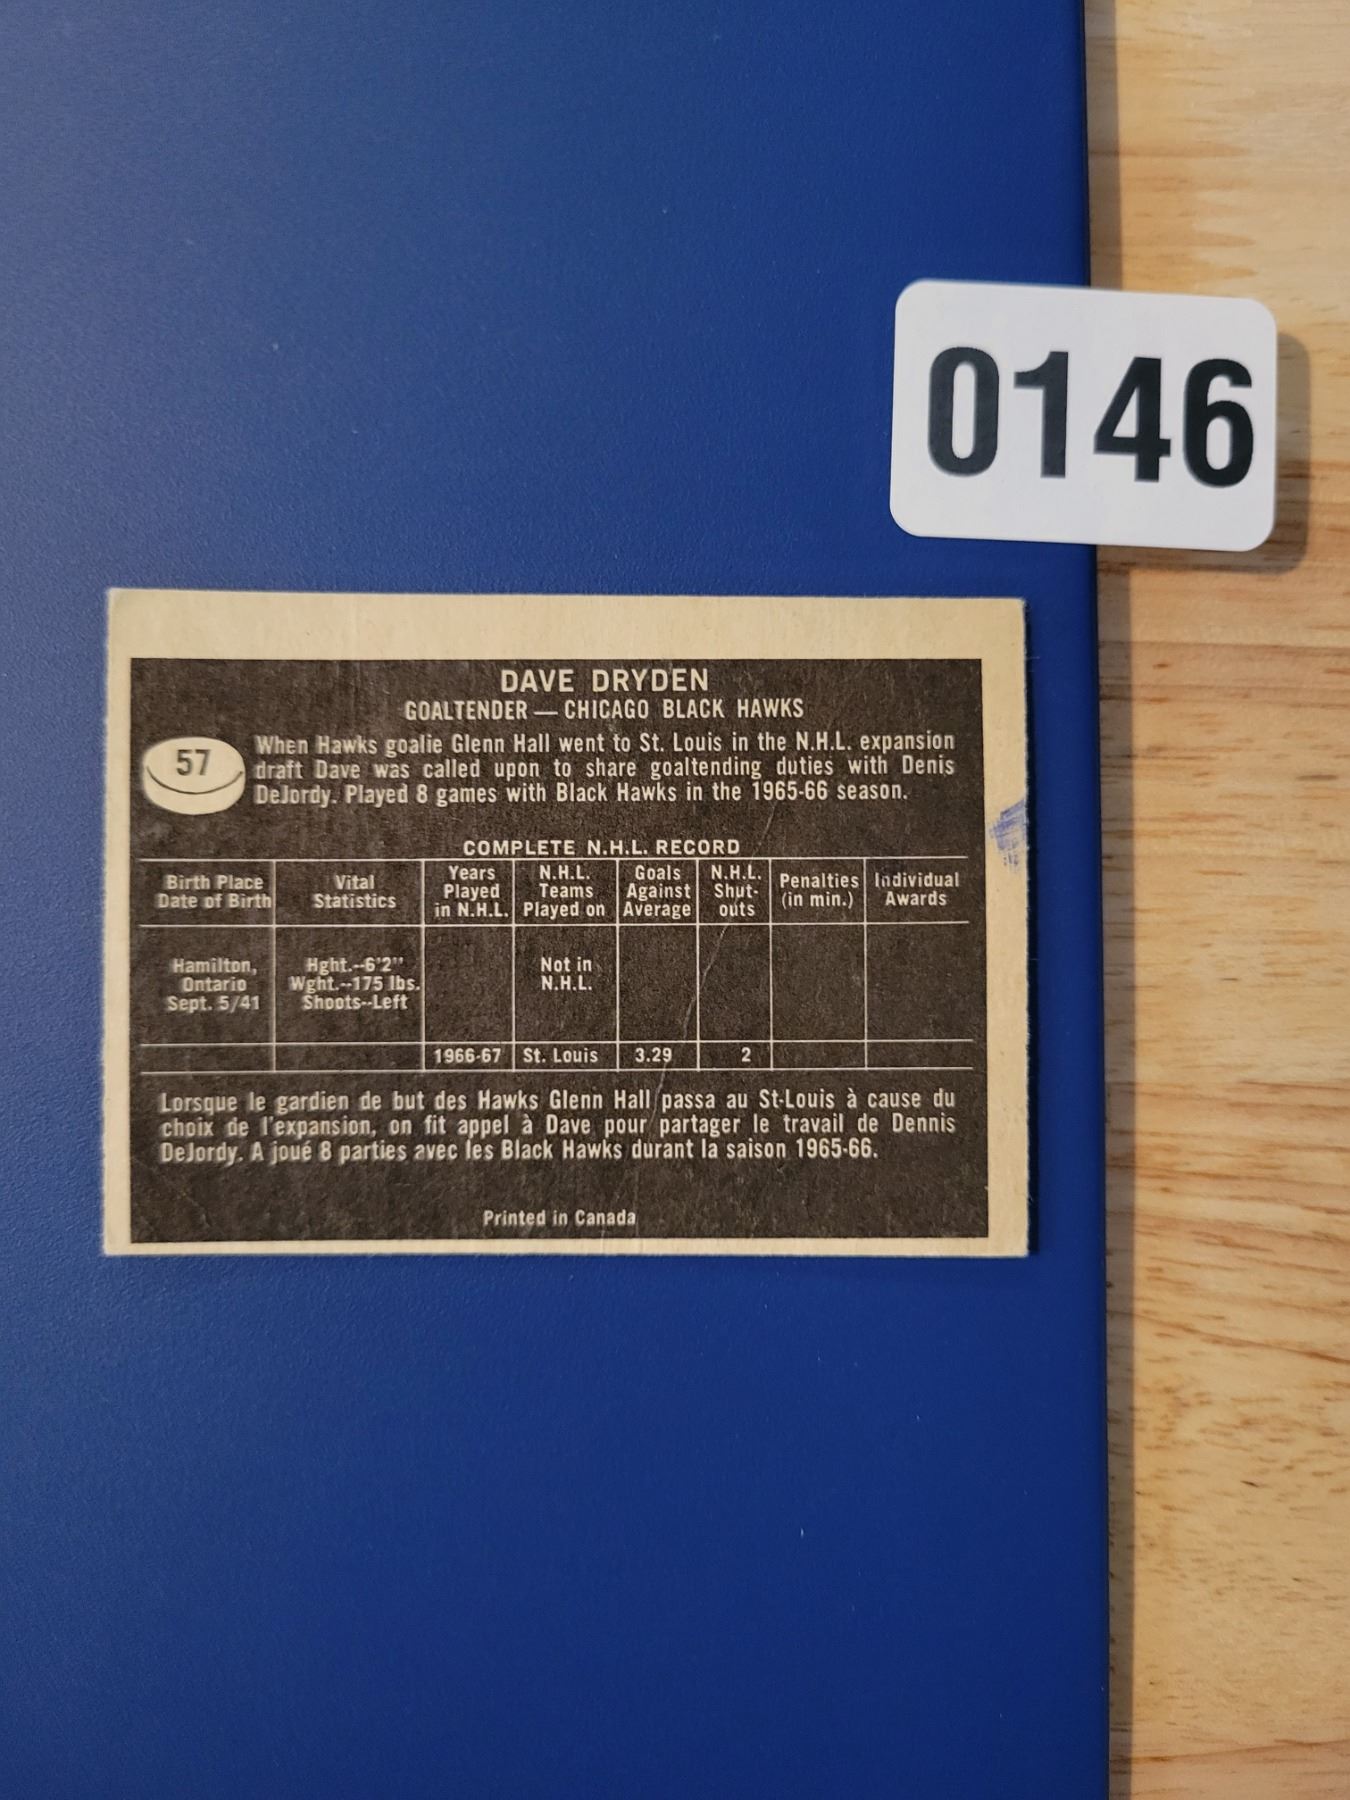 0146
DAVE DRYDEN
GOALTENDER — CHICAGO BLACK HAWKS
57
When Hawks goalie Glenn Hall went to St. Louis in the N.H.L. expansion
draft Dave was called upon to share goaltending duties with Denis
DeJordy. Played 8 games with Black Hawks in the 1965-66 season.
COMPLETE N.H.L. RECORD
Birth Place
Date of Birth
Vital
Statistics
Years
Played
in N.H.L.
N.H.L.
Teams
Played on
Goals
Against
Average
N.H.L.
Shut-
outs
Penalties
(in min.)
Individual
Awards
Hamilton,
Ontario
Sept. 5/41
Hght.--6'2"
Wght.--175 lbs.
Shoots--Left
Not in
N.H.L.
1966-67 St. Louis 3.29 2
Lorsque le gardien de but des Hawks Glenn Hall passa au St-Louis à cause du
choix de l'expansion, on fit appel à Dave pour partager le travail de Dennis
DeJordy. A joué 8 parties avec les Black Hawks durant la saison 1965-66.
Printed in Canada